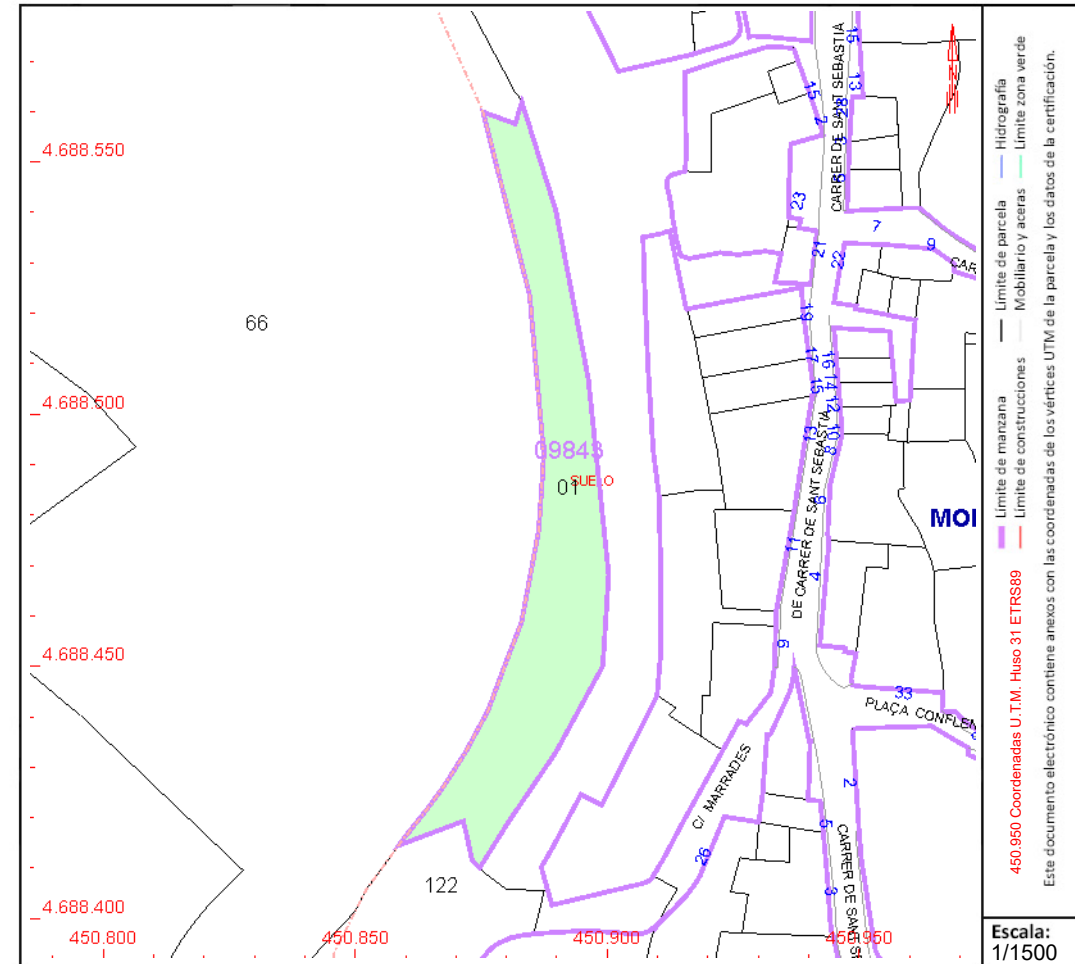 4.688.550
4.688.500
4.688.450
4.688.400
450.800
450.850
450.900
450.950
66
09843
01
SUELO
122
CARRER DE SANT SEBASTIA
15
13
28
3
15
2
23
21
22
7
9
CAR
19
17
16
15
14
12
13
10
8
DE CARRER DE SANT SEBASTIA
9
11
4
6
MOI
33
PLAÇA CONFLEN
C/ MARRADES
26
2
5
3
CARRER DE SANT S
Límite de manzana
Límite de parcela
Hidrografía
450.950 Coordenadas U.T.M. Huso 31 ETRS89
Límite de construcciones
Mobiliario y aceras
Límite zona verde
Este documento electrónico contiene anexos con las coordenadas de los vértices UTM de la parcela y los datos de la certificación.
Escala:
1/1500